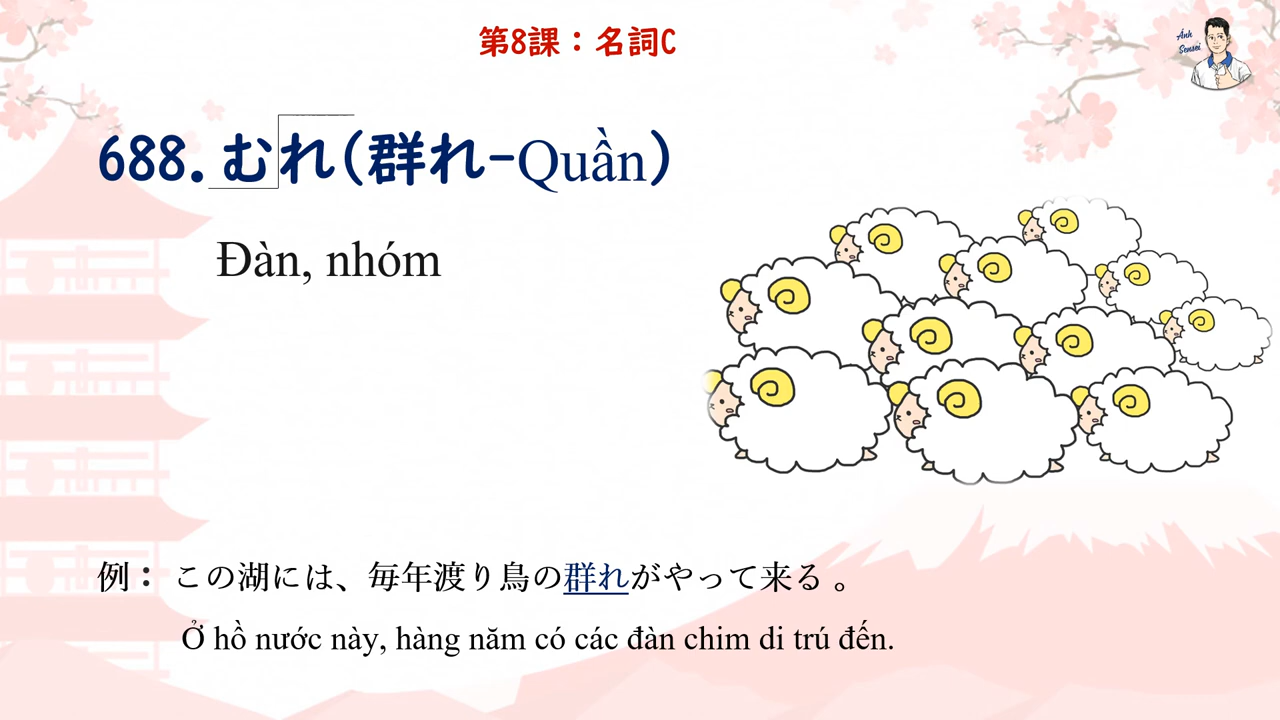 第8課：名詞C
Ánh
Sensei
688. むれ(群れ-Quần)
Đàn, nhóm
例： この湖には、毎年渡り鳥の群れがやって来る 。
Ở hồ nước này, hàng năm có các đàn chim di trú đến.